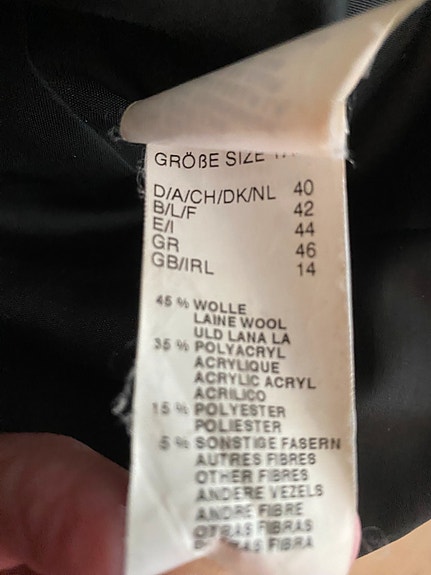 GRÖßE SIZE
D/A/CH/DK/NL 40
B/L/F 42
E/I 44
GR 46
GB/IRL 14
45 % WOLLE
LAINE WOOL
ULD LANA LA
35 % POLYACRYL
ACRYLIQUE
ACRYLIC ACRYL
ACRILICO
15 % POLYESTER
POLIESTER
5 % SONSTIGE FASERN
AUTRES FIBRES
OTHER FIBRES
ANDERE VEZELS
ANDRE FIBRE
OTRAS FIBRAS
FIBRA